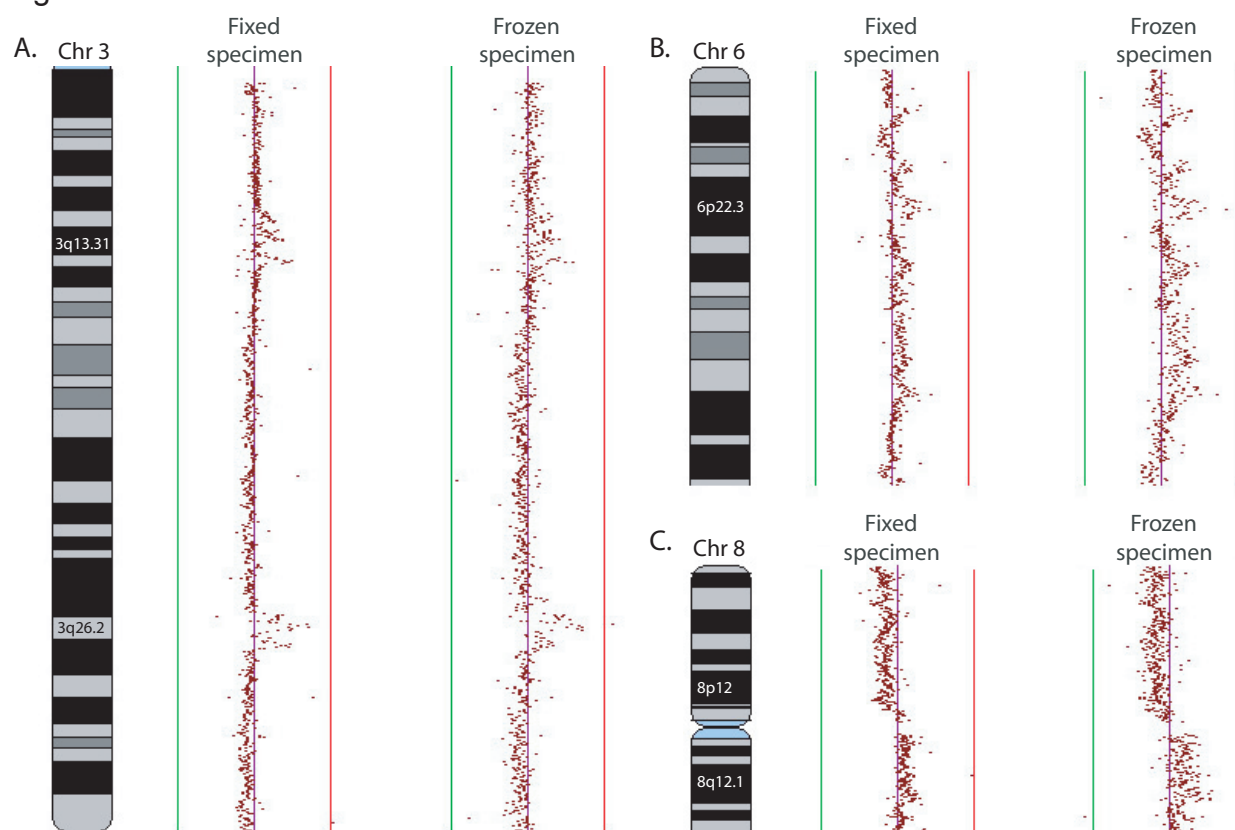 A. Chr 3
Fixed
specimen
Frozen
specimen
3q13.31
3q26.2
B. Chr 6
Fixed
specimen
Frozen
specimen
6p22.3
C. Chr 8
Fixed
specimen
Frozen
specimen
8p12
8q12.1